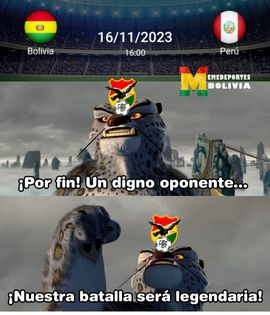 16/11/2023
Bolivia
16:00
Perú
MEMEDEPORTES
BOLIVIA
¡Por fin! Un digno oponente...
¡Nuestra batalla será legendaria!